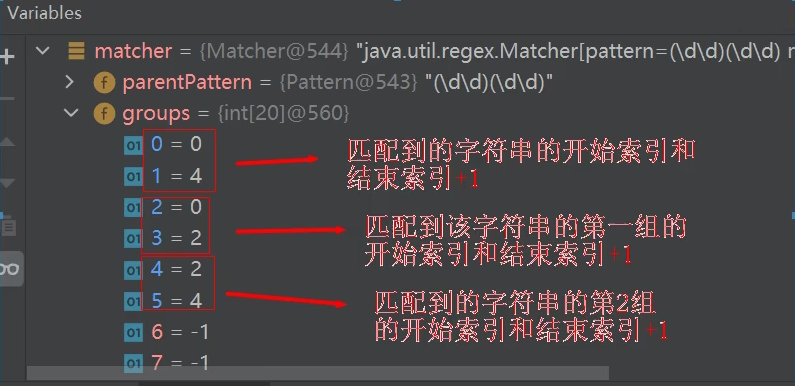 Variables
matcher = {Matcher@544} "java.util.regex.Matcher[pattern=(\d\d)(\d\d) r
parentPattern = {Pattern@543} "(\d\d)(\d\d)"
groups = {int[20]@560}
01 0 = 0
01 1 = 4
匹配到的字符串的开始索引和
结束索引+1
01 2 = 0
01 3 = 2
匹配到该字符串的第一组的
开始索引和结束索引+1
01 4 = 2
01 5 = 4
匹配到的字符串的第2组
的开始索引和结束索引+1
01 6 = -1
01 7 = -1